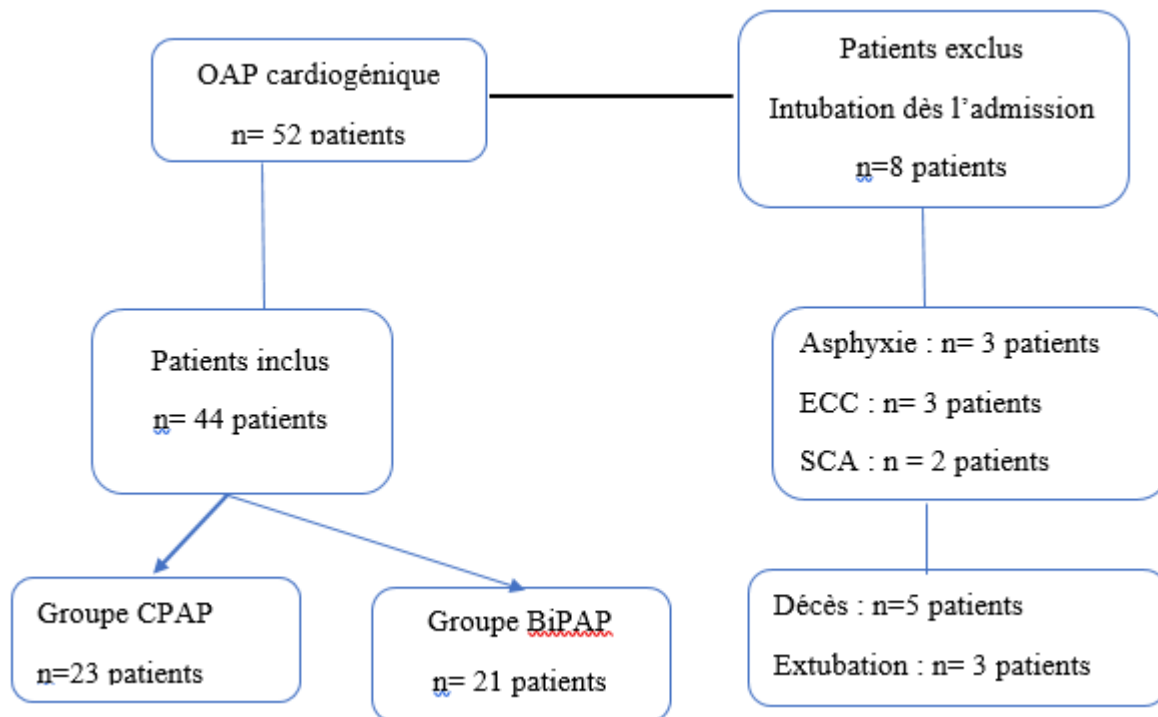 OAP cardiogénique
n= 52 patients
Patients exclus
Intubation dès l’admission
n=8 patients
Patients inclus
n= 44 patients
Asphyxie : n= 3 patients
ECC : n= 3 patients
SCA : n = 2 patients
Groupe CPAP
n=23 patients
Groupe BiPAP
n= 21 patients
Décès : n=5 patients
Extubation : n= 3 patients